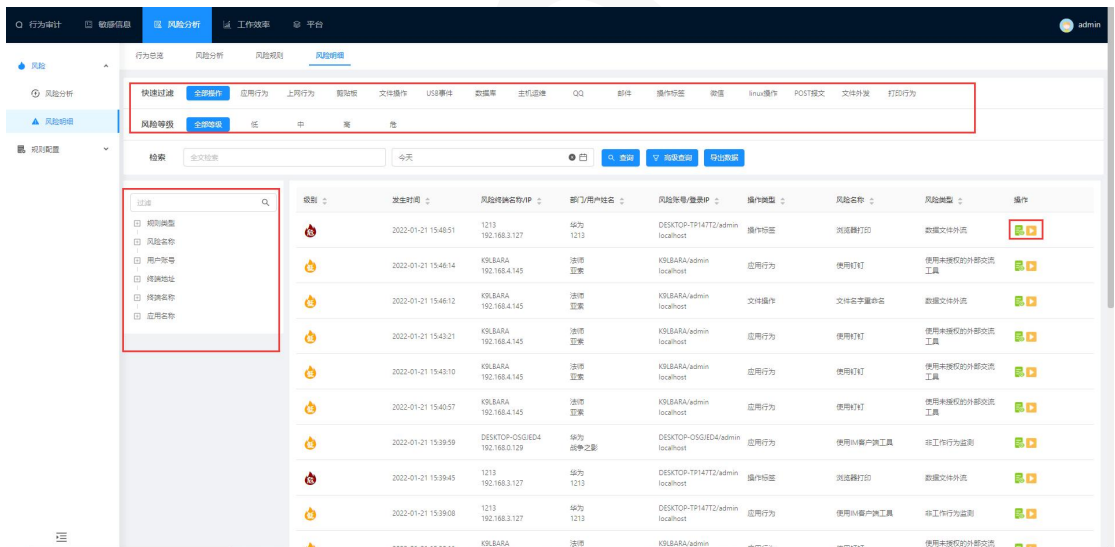 行为审计 敏感信息 风险分析 工作效率 平台 admin
风险 行为总览 风险分析 风险规则 风险明细
风险分析
风险明细
规则配置
快速过滤 全部操作 应用行为 上网行为 剪贴板 文件操作 USB事件 数据库 主机运维 QQ 邮件 操作标签 微信 linux操作 POST报文 文件外发 打印行为
风险等级 全部等级 低 中 高 危
检索 全文检索 今天 查询 高级查询 导出数据
过滤
规则类型
风险名称
用户账号
终端地址
终端名称
应用名称
级别 发生时间 风险终端名称/IP 部门/用户姓名 风险账号/登录IP 操作类型 风险名称 风险类型 操作
危 2022-01-21 15:48:51 1213 华为 DESKTOP-TP147T2/admin 操作标签 浏览器打印 数据文件外流
192.168.3.127 1213 localhost
低 2022-01-21 15:46:14 K9LBARA 法师 K9LBARA/admin 应用行为 使用钉钉 使用未授权的外部交流
192.168.4.145 亚索 localhost 工具
低 2022-01-21 15:46:12 K9LBARA 法师 K9LBARA/admin 文件操作 文件名字重命名 数据文件外流
192.168.4.145 亚索 localhost
低 2022-01-21 15:43:21 K9LBARA 法师 K9LBARA/admin 应用行为 使用钉钉 使用未授权的外部交流
192.168.4.145 亚索 localhost 工具
低 2022-01-21 15:43:10 K9LBARA 法师 K9LBARA/admin 应用行为 使用钉钉 使用未授权的外部交流
192.168.4.145 亚索 localhost 工具
低 2022-01-21 15:40:57 K9LBARA 法师 K9LBARA/admin 应用行为 使用钉钉 使用未授权的外部交流
192.168.4.145 亚索 localhost 工具
低 2022-01-21 15:39:59 DESKTOP-OSGJED4 华为 DESKTOP-OSGJED4/admin 应用行为 使用IM客户端工具 非工作行为监测
192.168.0.129 战争之影 localhost
危 2022-01-21 15:39:45 1213 华为 DESKTOP-TP147T2/admin 操作标签 浏览器打印 数据文件外流
192.168.3.127 1213 localhost
低 2022-01-21 15:39:08 1213 华为 DESKTOP-TP147T2/admin 应用行为 使用IM客户端工具 非工作行为监测
192.168.3.127 1213 localhost
K9LBARA 法师 K9LBARA/admin 使用未授权的外部交流